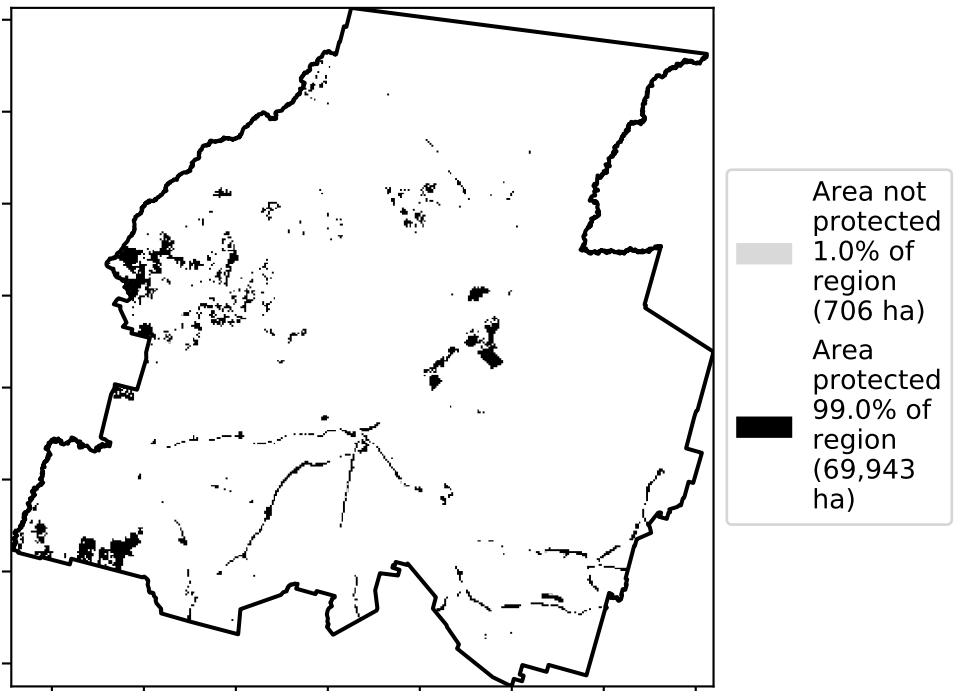 Area not
protected
1.0% of
region
(706 ha)
Area
protected
99.0% of
region
(69,943
ha)